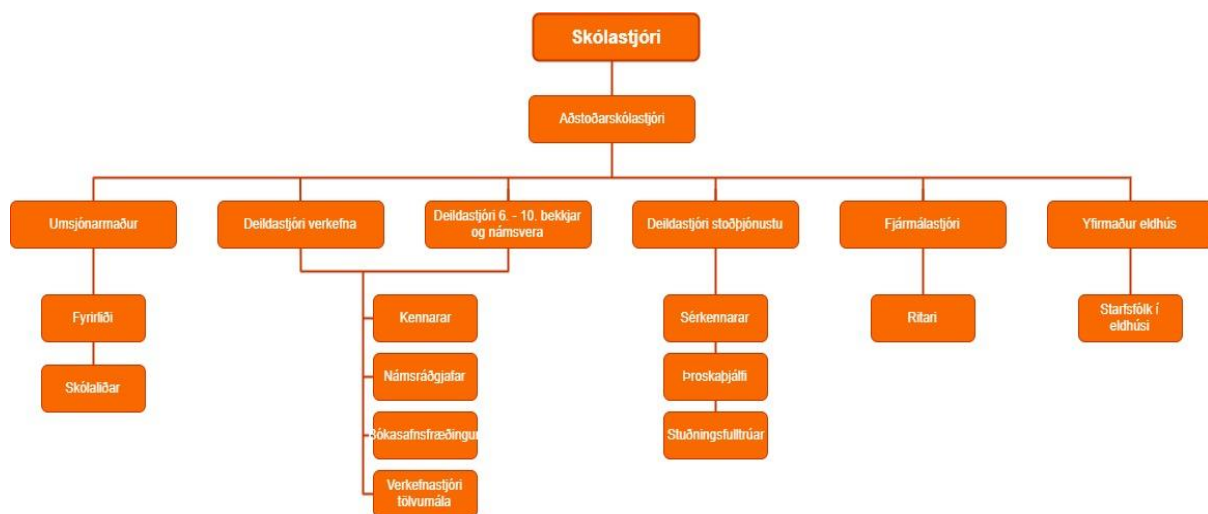 Skólastjóri
Aðstoðarskólastjóri
Umsjónarmaður
Deildastjóri verkefna
Deildastjóri 6. - 10. bekkjar
og námsvera
Deildastjóri stoðþjónustu
Fjármálastjóri
Yfirmaður eldhús
Fyrirliði
Kennarar
Sérkennarar
Ritari
Starfsfólk í
eldhúsi
Skólaliðar
Námsráðgjafar
Þroskaþjálfi
Stuðningsfulltrúar
Verkefnastjóri
tölvumála